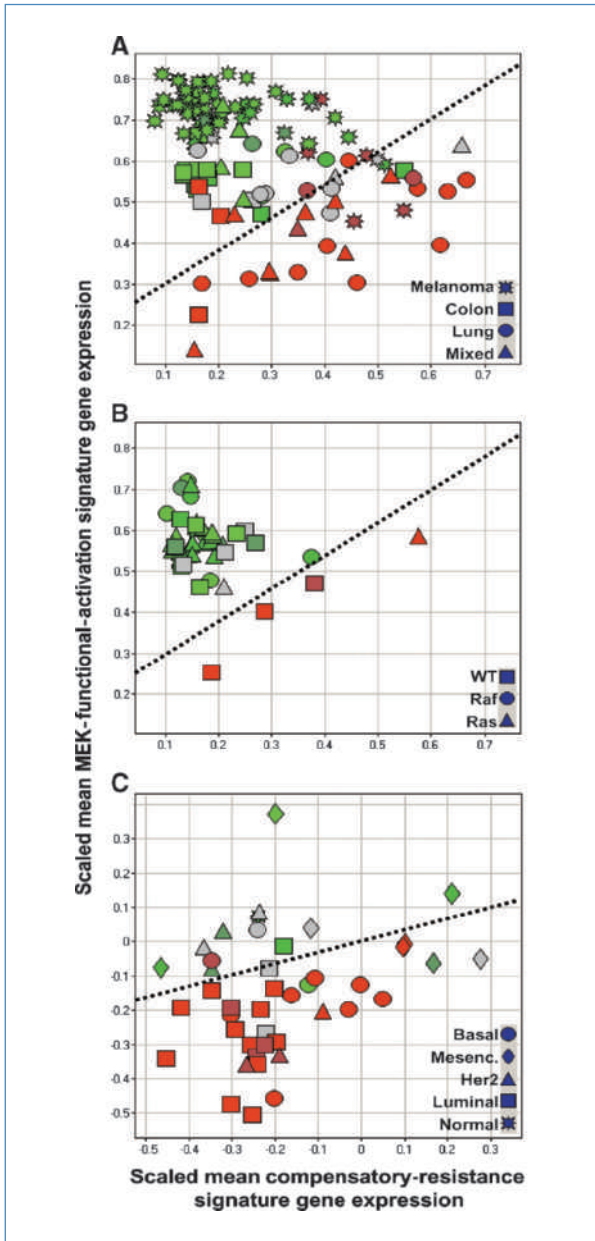 A
0.8
0.7
0.6
0.5
0.4
0.3
0.2
0.1 0.2 0.3 0.4 0.5 0.6 0.7
Melanoma
Colon
Lung
Mixed
Scaled mean MEK-functional-activation signature gene expression
B
0.8
0.7
0.6
0.5
0.4
0.3
0.2
0.1 0.2 0.3 0.4 0.5 0.6 0.7
WT
Raf
Ras
C
0.3
0.2
0.1
0
-0.1
-0.2
-0.3
-0.4
-0.5
-0.5 -0.4 -0.3 -0.2 -0.1 0 0.1 0.2 0.3
Basal
Mesenc.
Her2
Luminal
Normal
Scaled mean compensatory-resistance
signature gene expression